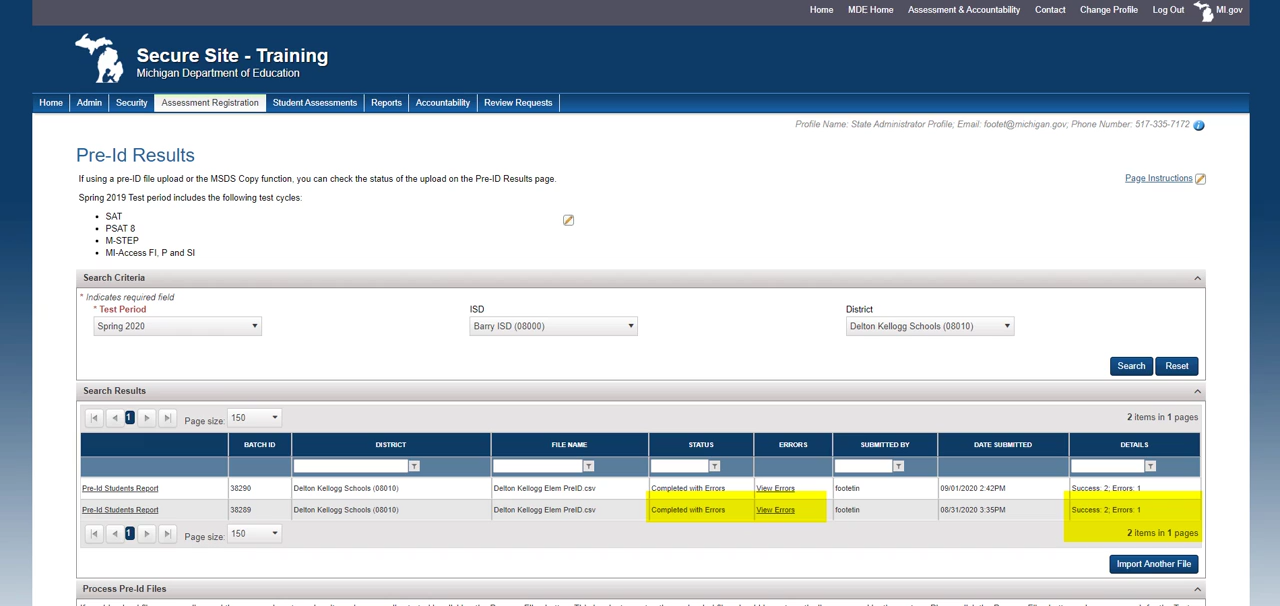 Home MDE Home Assessment & Accountability Contact Change Profile Log Out MI.gov
Secure Site - Training
Michigan Department of Education
Home Admin Security Assessment Registration Student Assessments Reports Accountability Review Requests
Profile Name: State Administrator Profile; Email: footet@michigan.gov; Phone Number: 517-335-7172
Pre-Id Results
If using a pre-ID file upload or the MSDS Copy function, you can check the status of the upload on the Pre-ID Results page.
Page Instructions
Spring 2019 Test period includes the following test cycles:
• SAT
• PSAT 8
• M-STEP
• MI-Access FI, P and SI
Search Criteria
* Indicates required field
* Test Period ISD District
Spring 2020 Barry ISD (08000) Delton Kellogg Schools (08010)
Search Reset
Search Results
1 Page size: 150 2 items in 1 pages
BATCH ID DISTRICT FILE NAME STATUS ERRORS SUBMITTED BY DATE SUBMITTED DETAILS
Pre-Id Students Report 38290 Delton Kellogg Schools (08010) Delton Kellogg Elem PreID.csv Completed with Errors View Errors footetin 09/01/2020 2:42PM Success: 2; Errors: 1
Pre-Id Students Report 38289 Delton Kellogg Schools (08010) Delton Kellogg Elem PreID.csv Completed with Errors View Errors footetin 08/31/2020 3:35PM Success: 2; Errors: 1
1 Page size: 150 2 items in 1 pages
Import Another File
Process Pre-Id Files